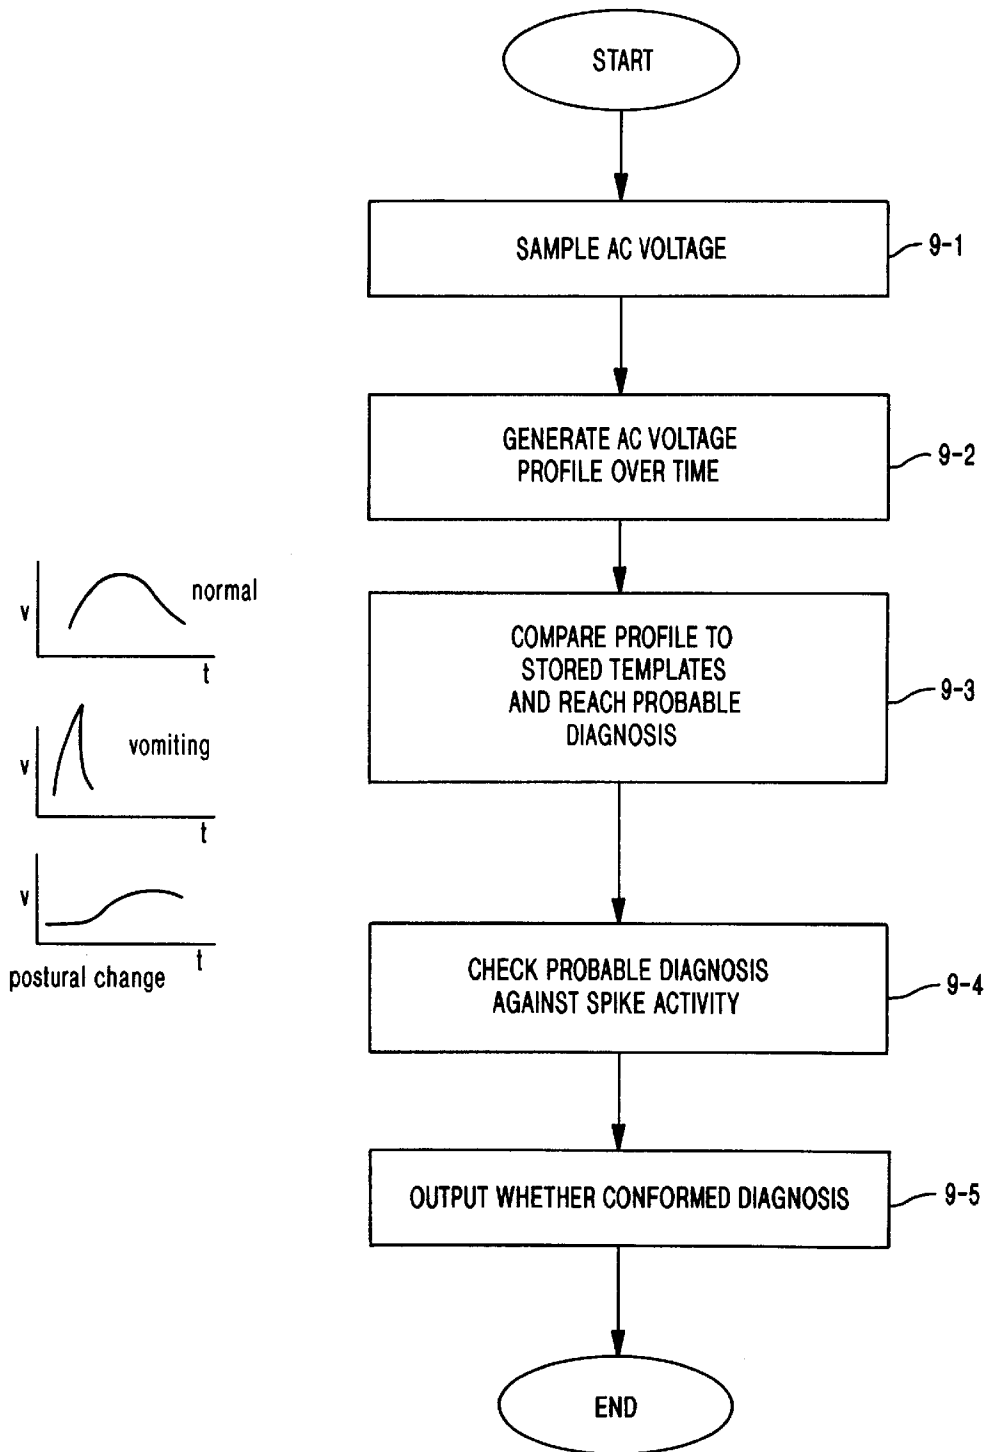 START
SAMPLE AC VOLTAGE
9-1
GENERATE AC VOLTAGE
PROFILE OVER TIME
9-2
v
normal
t
v
vomiting
t
v
t
postural change
COMPARE PROFILE TO
STORED TEMPLATES
AND REACH PROBABLE
DIAGNOSIS
9-3
CHECK PROBABLE DIAGNOSIS
AGAINST SPIKE ACTIVITY
9-4
OUTPUT WHETHER CONFORMED DIAGNOSIS
9-5
END